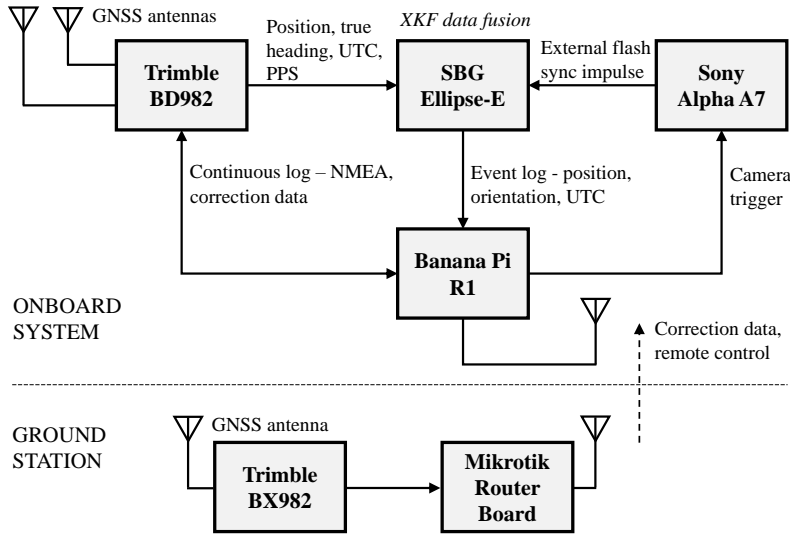 GNSS antennas
Trimble
BD982
Position, true
heading, UTC,
PPS
XKF data fusion
SBG
Ellipse-E
External flash
sync impulse
Sony
Alpha A7
Continuous log – NMEA,
correction data
Event log - position,
orientation, UTC
Camera
trigger
Banana Pi
R1
ONBOARD
SYSTEM
Correction data,
remote control
GROUND
STATION
GNSS antenna
Trimble
BX982
Mikrotik
Router
Board